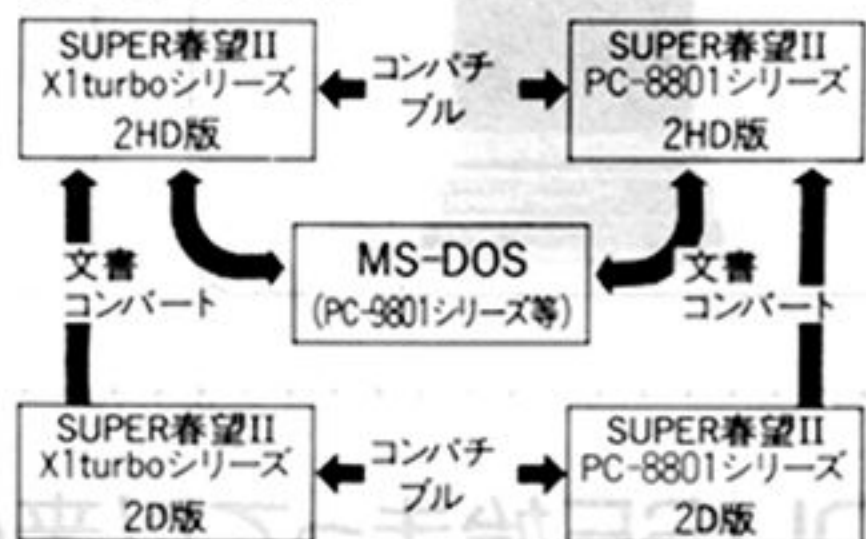 SUPER春望II
X1turboシリーズ
2HD版
コンパチ
ブル
SUPER春望II
PC-8801シリーズ
2HD版
文書
コンバート
MS-DOS
(PC-9801シリーズ等)
文書
コンバート
SUPER春望II
X1turboシリーズ
2D版
コンパチ
ブル
SUPER春望II
PC-8801シリーズ
2D版